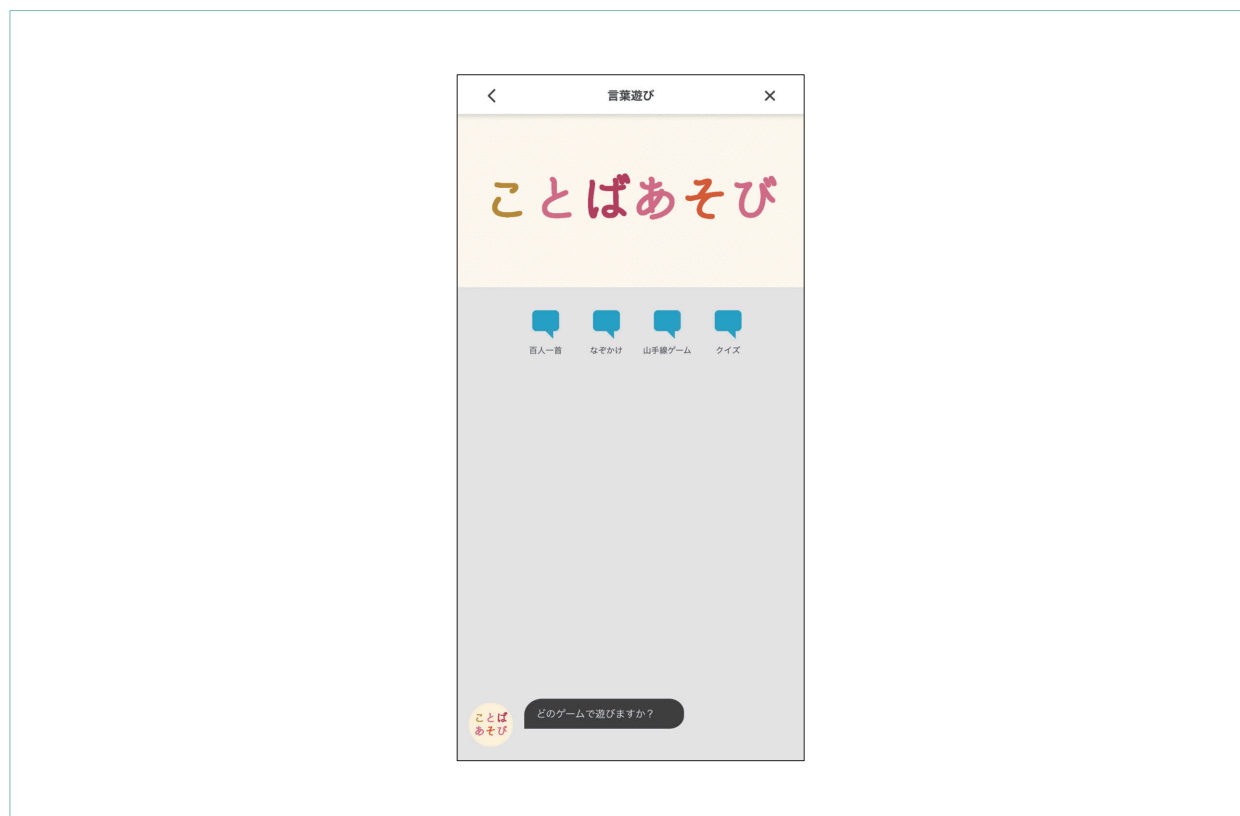 言葉遊び
ことばあそび
百人一首 なぞかけ 山手線ゲーム クイズ
どのゲームで遊びますか？
ことば
あそび